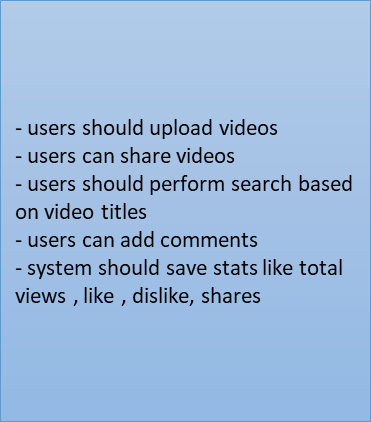 - users should upload videos
- users can share videos
- users should perform search based
on video titles
- users can add comments
- system should save stats like total
views , like , dislike, shares